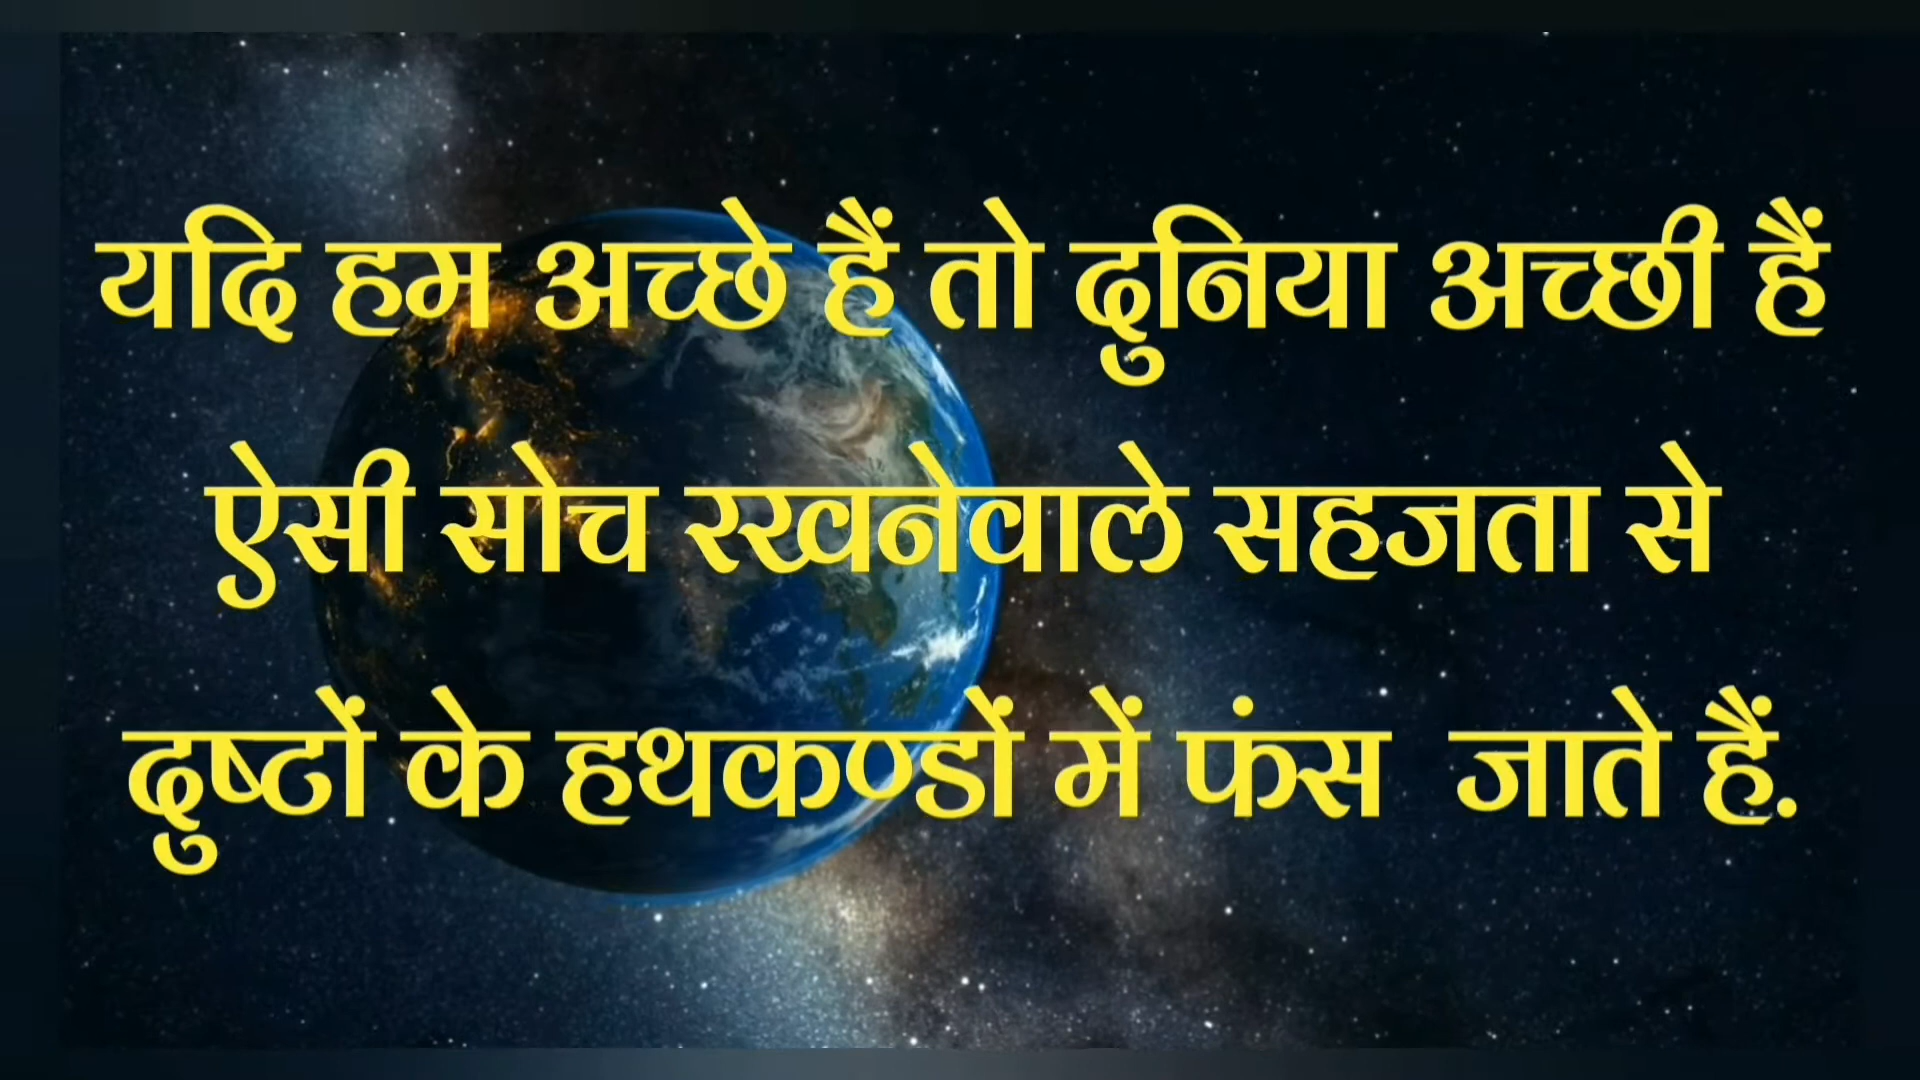 यदि हम अच्छे हैं तो दुनिया अच्छी हैं
ऐसी सोच रखनेवाले सहजता से
दुष्टों के हथकण्डों में फंस जाते हैं.